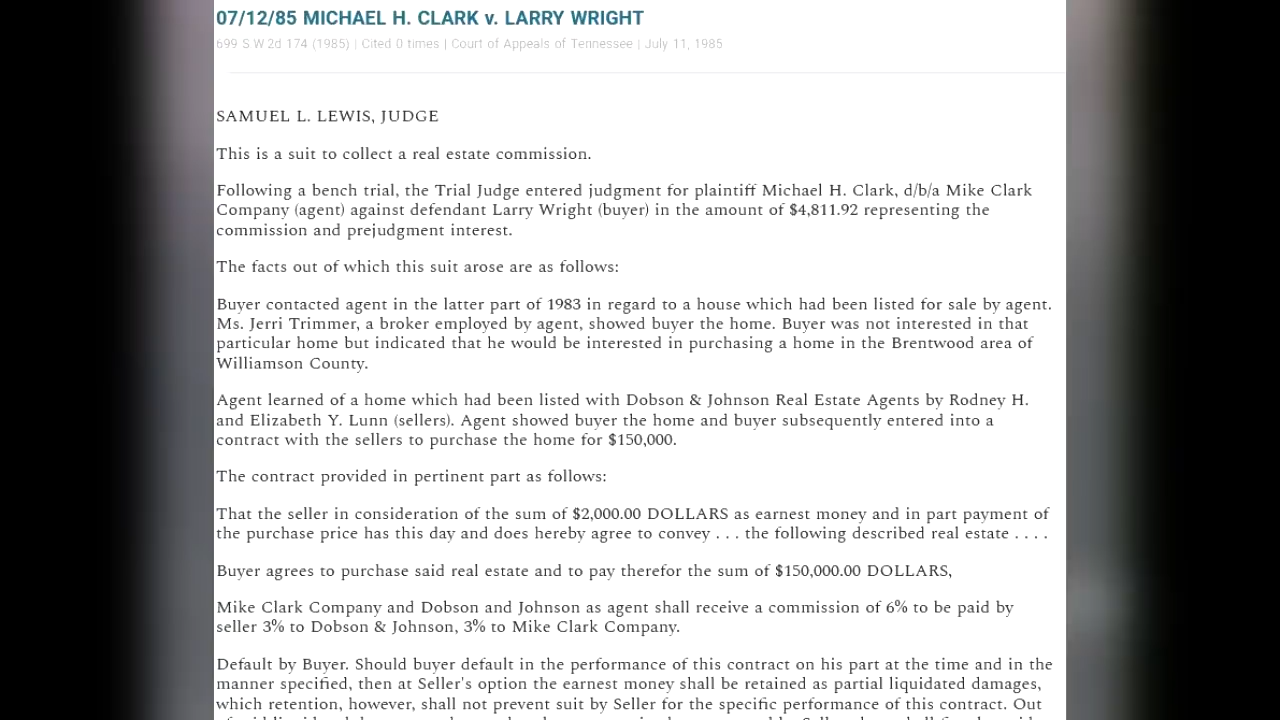 07/12/85 MICHAEL H. CLARK v. LARRY WRIGHT
699 S.W.2d 174 (1985) | Cited 0 times | Court of Appeals of Tennessee | July 11, 1985
SAMUEL L. LEWIS, JUDGE
This is a suit to collect a real estate commission.
Following a bench trial, the Trial Judge entered judgment for plaintiff Michael H. Clark, d/b/a Mike Clark
Company (agent) against defendant Larry Wright (buyer) in the amount of $4,811.92 representing the
commission and prejudgment interest.
The facts out of which this suit arose are as follows:
Buyer contacted agent in the latter part of 1983 in regard to a house which had been listed for sale by agent.
Ms. Jerri Trimmer, a broker employed by agent, showed buyer the home. Buyer was not interested in that
particular home but indicated that he would be interested in purchasing a home in the Brentwood area of
Williamson County.
Agent learned of a home which had been listed with Dobson & Johnson Real Estate Agents by Rodney H.
and Elizabeth Y. Lunn (sellers). Agent showed buyer the home and buyer subsequently entered into a
contract with the sellers to purchase the home for $150,000.
The contract provided in pertinent part as follows:
That the seller in consideration of the sum of $2,000.00 DOLLARS as earnest money and in part payment of
the purchase price has this day and does hereby agree to convey . . . the following described real estate . . . .
Buyer agrees to purchase said real estate and to pay therefor the sum of $150,000.00 DOLLARS,
Mike Clark Company and Dobson and Johnson as agent shall receive a commission of 6% to be paid by
seller 3% to Dobson & Johnson, 3% to Mike Clark Company.
Default by Buyer. Should buyer default in the performance of this contract on his part at the time and in the
manner specified, then at Seller's option the earnest money shall be retained as partial liquidated damages,
which retention, however, shall not prevent suit by Seller for the specific performance of this contract. Out